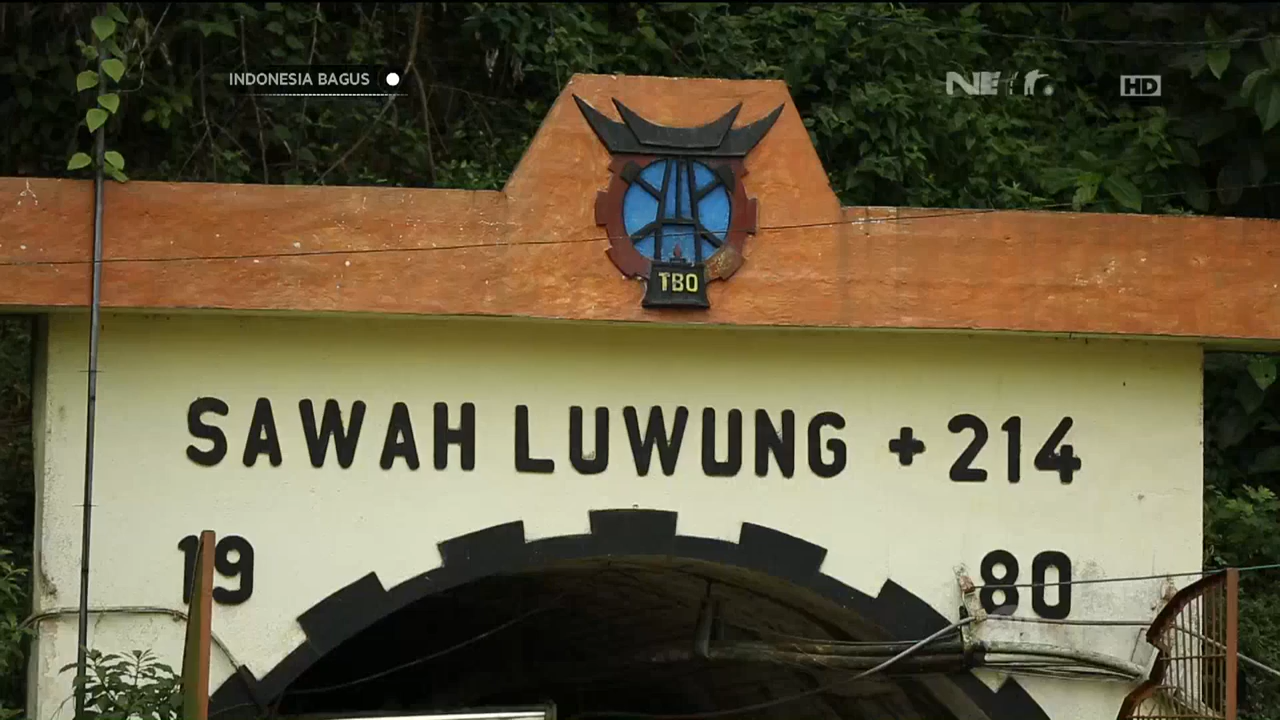 INDONESIA BAGUS
NET.
HD
TBO
SAWAH LUWUNG + 214
19 80